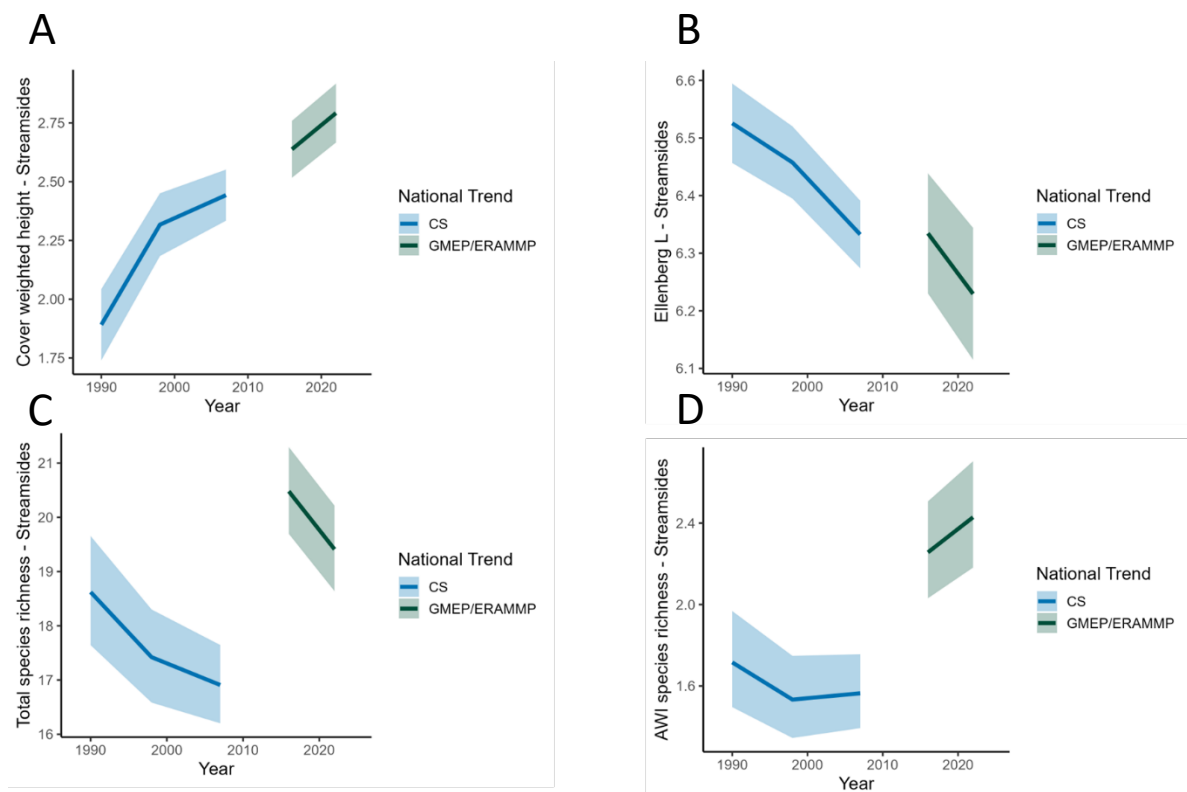 A
Cover weighted height - Streamsides
2.75
2.50
2.25
2.00
1.75
1990
2000
2010
2020
Year
National Trend
CS
GMEP/ERAMMP
B
Ellenberg L - Streamsides
6.6
6.5
6.4
6.3
6.2
6.1
1990
2000
2010
2020
Year
National Trend
CS
GMEP/ERAMMP
C
Total species richness - Streamsides
21
20
19
18
17
16
1990
2000
2010
2020
Year
National Trend
CS
GMEP/ERAMMP
D
AWI species richness - Streamsides
2.4
2.0
1.6
1990
2000
2010
2020
Year
National Trend
CS
GMEP/ERAMMP